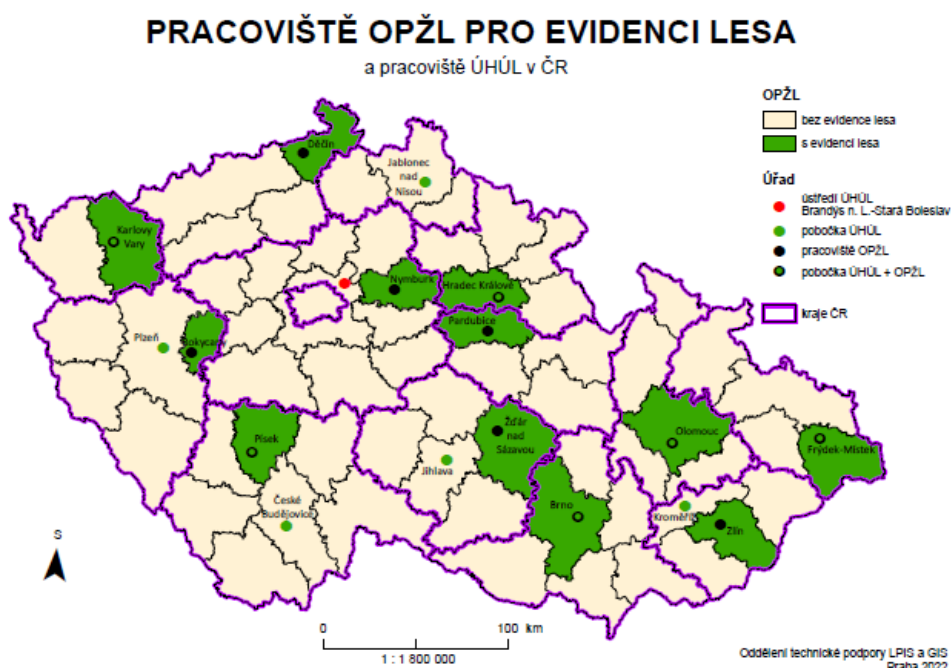 PRACOVIŠTĚ OPŽL PRO EVIDENCI LESA
a pracoviště ÚHÚL v ČR
OPŽL
bez evidence lesa
s evidencí lesa
Úřad
ústředí ÚHÚL
Brandýs n. L.-Stará Boleslav
pobočka ÚHÚL
pracoviště OPŽL
pobočka ÚHÚL + OPŽL
kraje ČR
Děčín
Jablonec
nad
Nisou
Karlovy
Vary
Nymburk
Hradec Králové
Pardubice
Plzeň
Rokycany
Písek
Žďár
nad
Sázavou
Olomouc
Frýdek-Místek
Jihlava
České
Budějovice
Brno
Kroměříž
Zlín
S
0 100 km
1 : 1 800 000
Oddělení technické podpory LPIS a GIS
Praha 2022